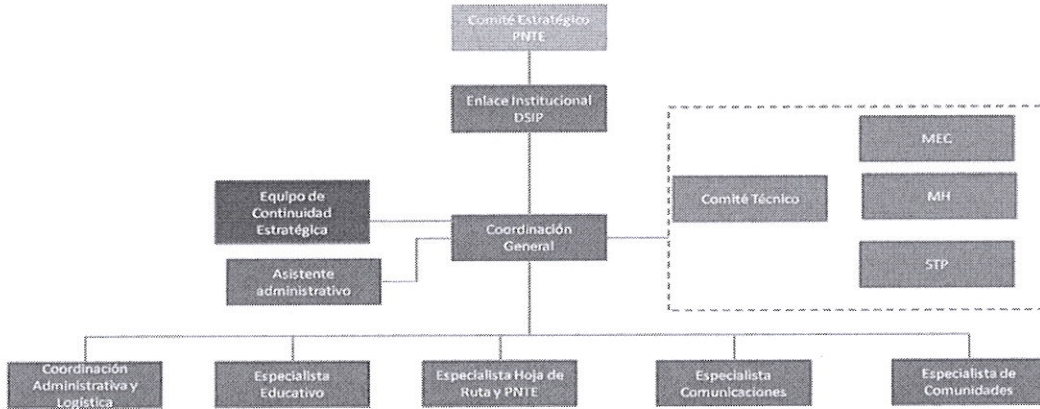 Comité Estratégico
PNTE
Enlace Institucional
DSIP
MEC
Equipo de
Continuidad
Estratégica
Comité Técnico
MH
Coordinación
General
Asistente
administrativo
STP
Coordinación
Administrativa y
Logística
Especialista
Educativo
Especialista Hoja de
Ruta y PNTE
Especialista
Comunicaciones
Especialista de
Comunidades